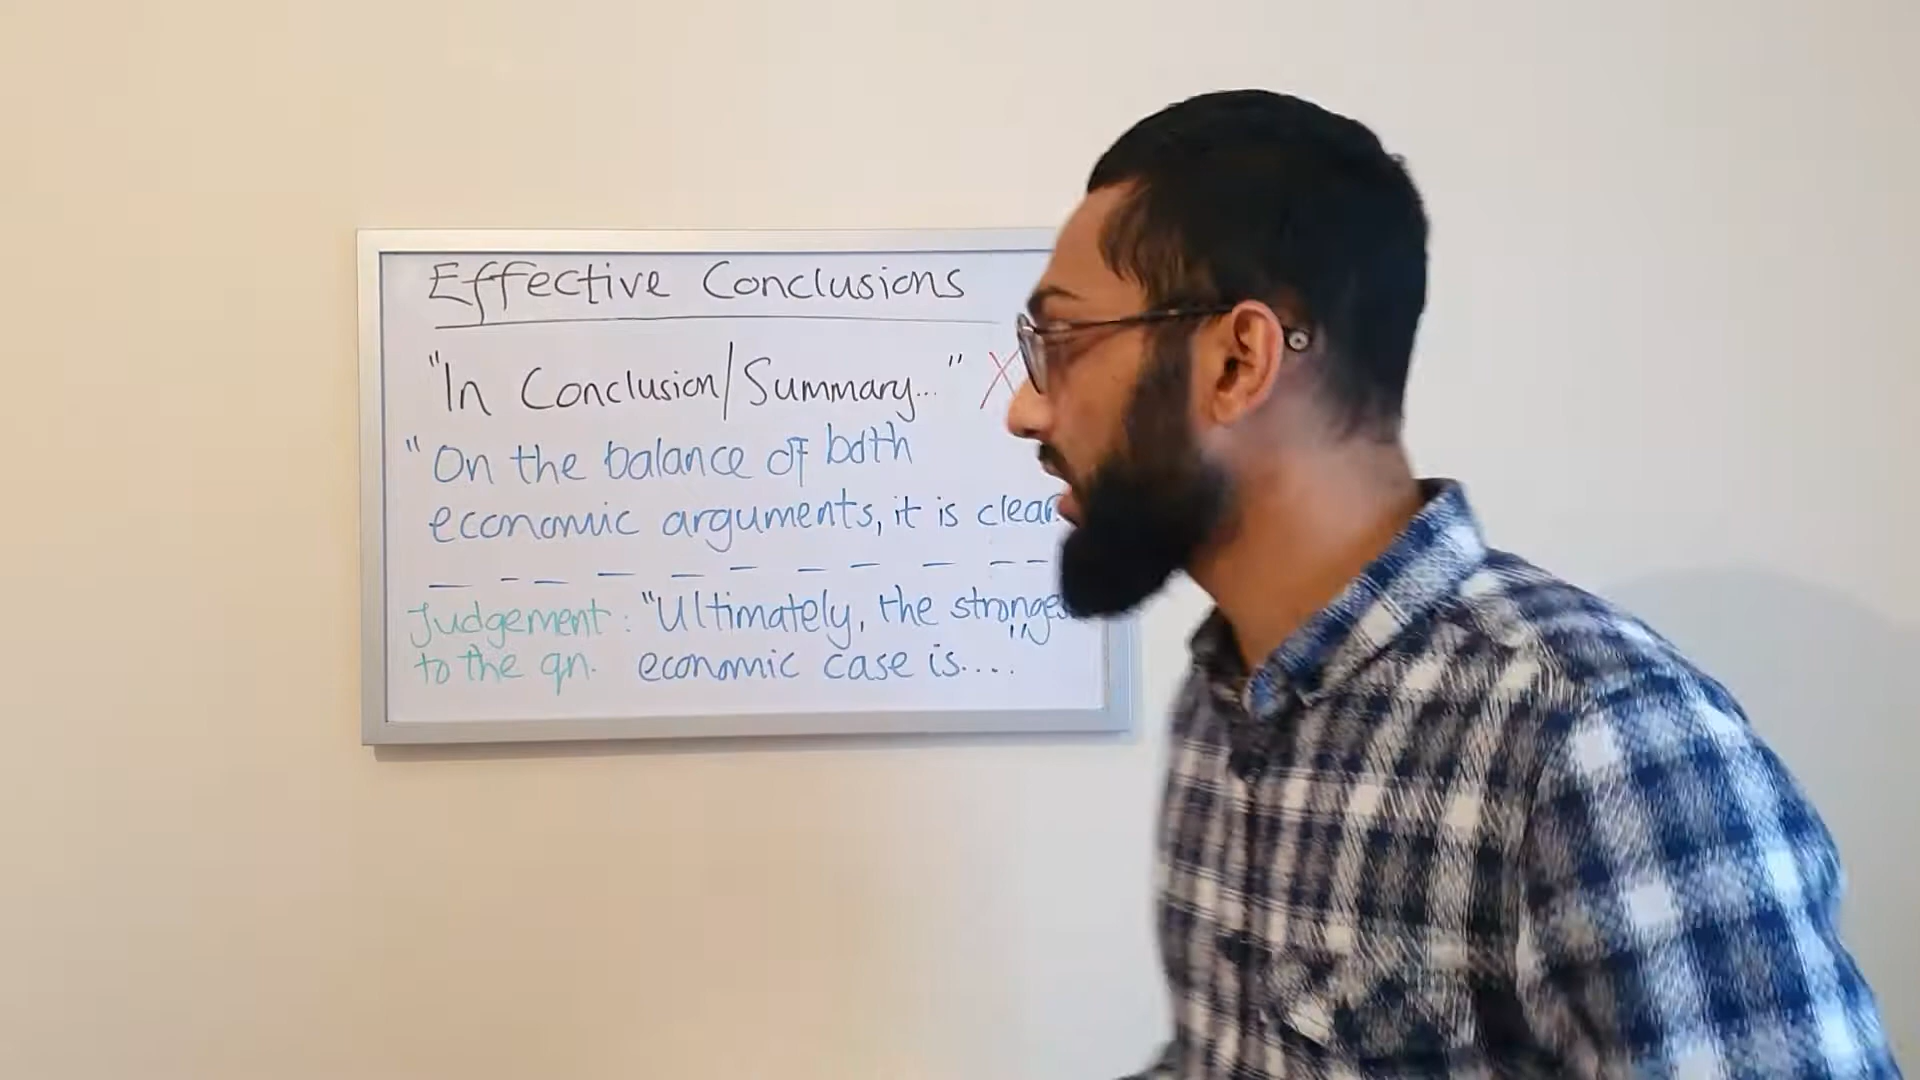 Effective Conclusions
"In Conclusion/Summary..." X
"On the balance of both
economic arguments, it is clear
Judgement: "Ultimately, the stronges
to the qn. economic case is...."